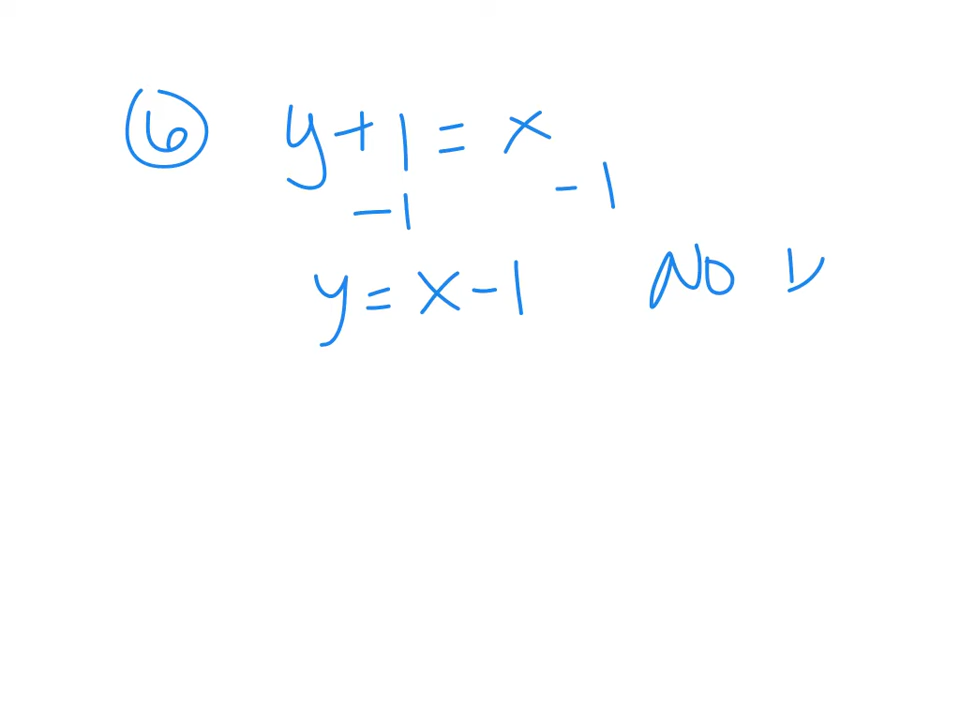 ⑥ y + 1 = x
-1 -1
y = x - 1 No